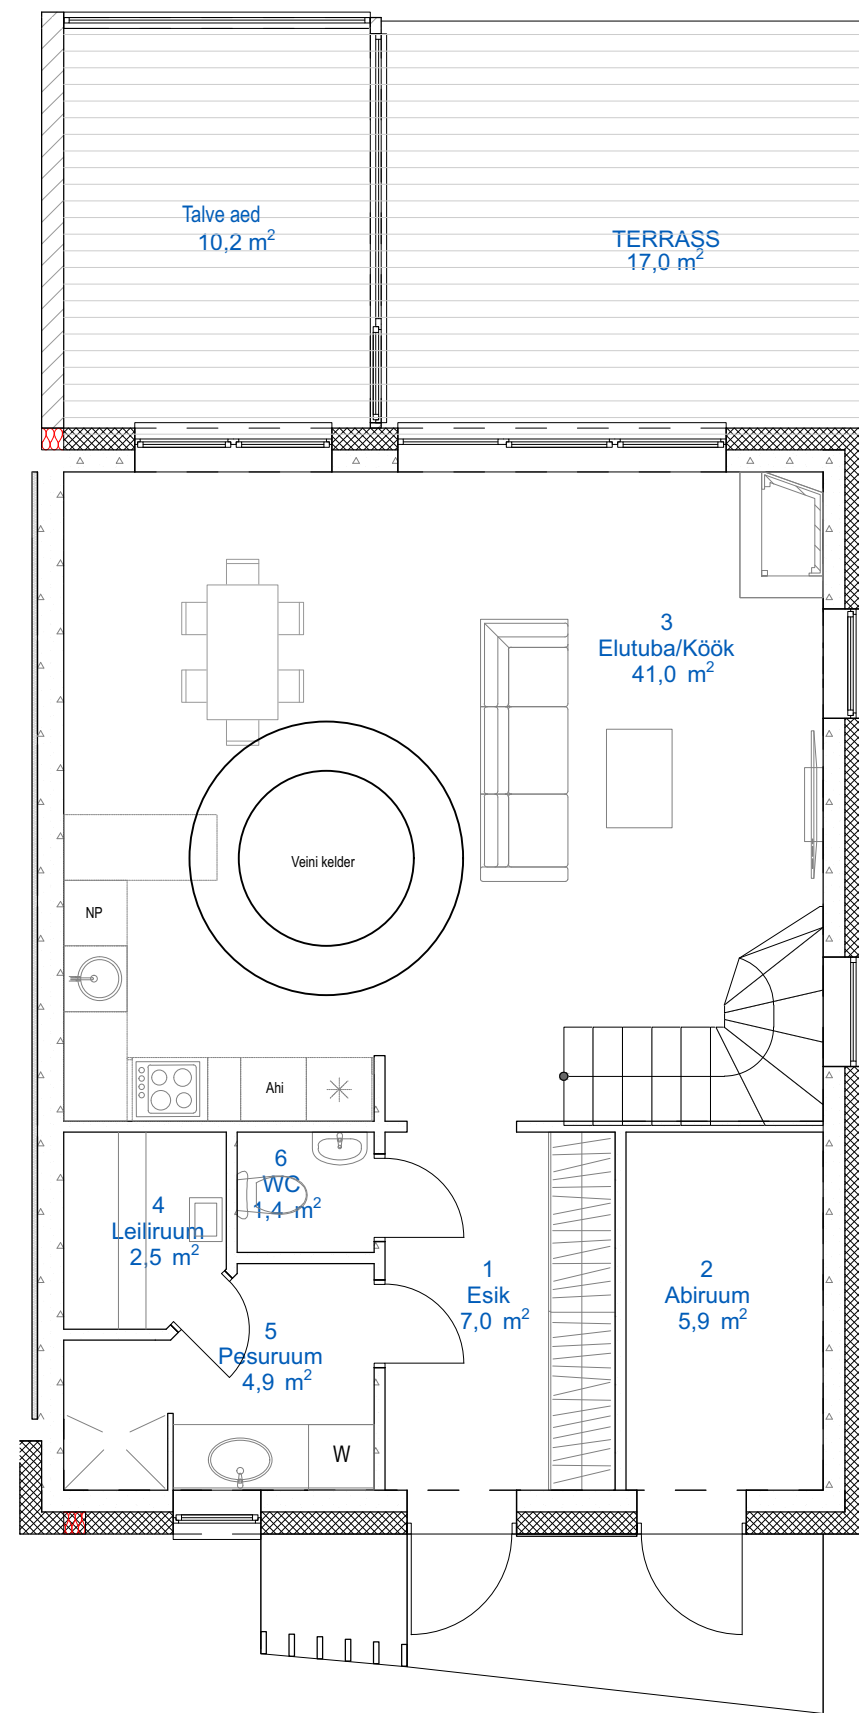 Talve aed
10,2 m²
TERRASS
17,0 m²
3
Elutuba/Köök
41,0 m²
Veini kelder
NP
Ahi
6
WC
1,4 m²
4
Leiliruum
2,5 m²
1
Esik
7,0 m²
2
Abiruum
5,9 m²
5
Pesuruum
4,9 m²
W